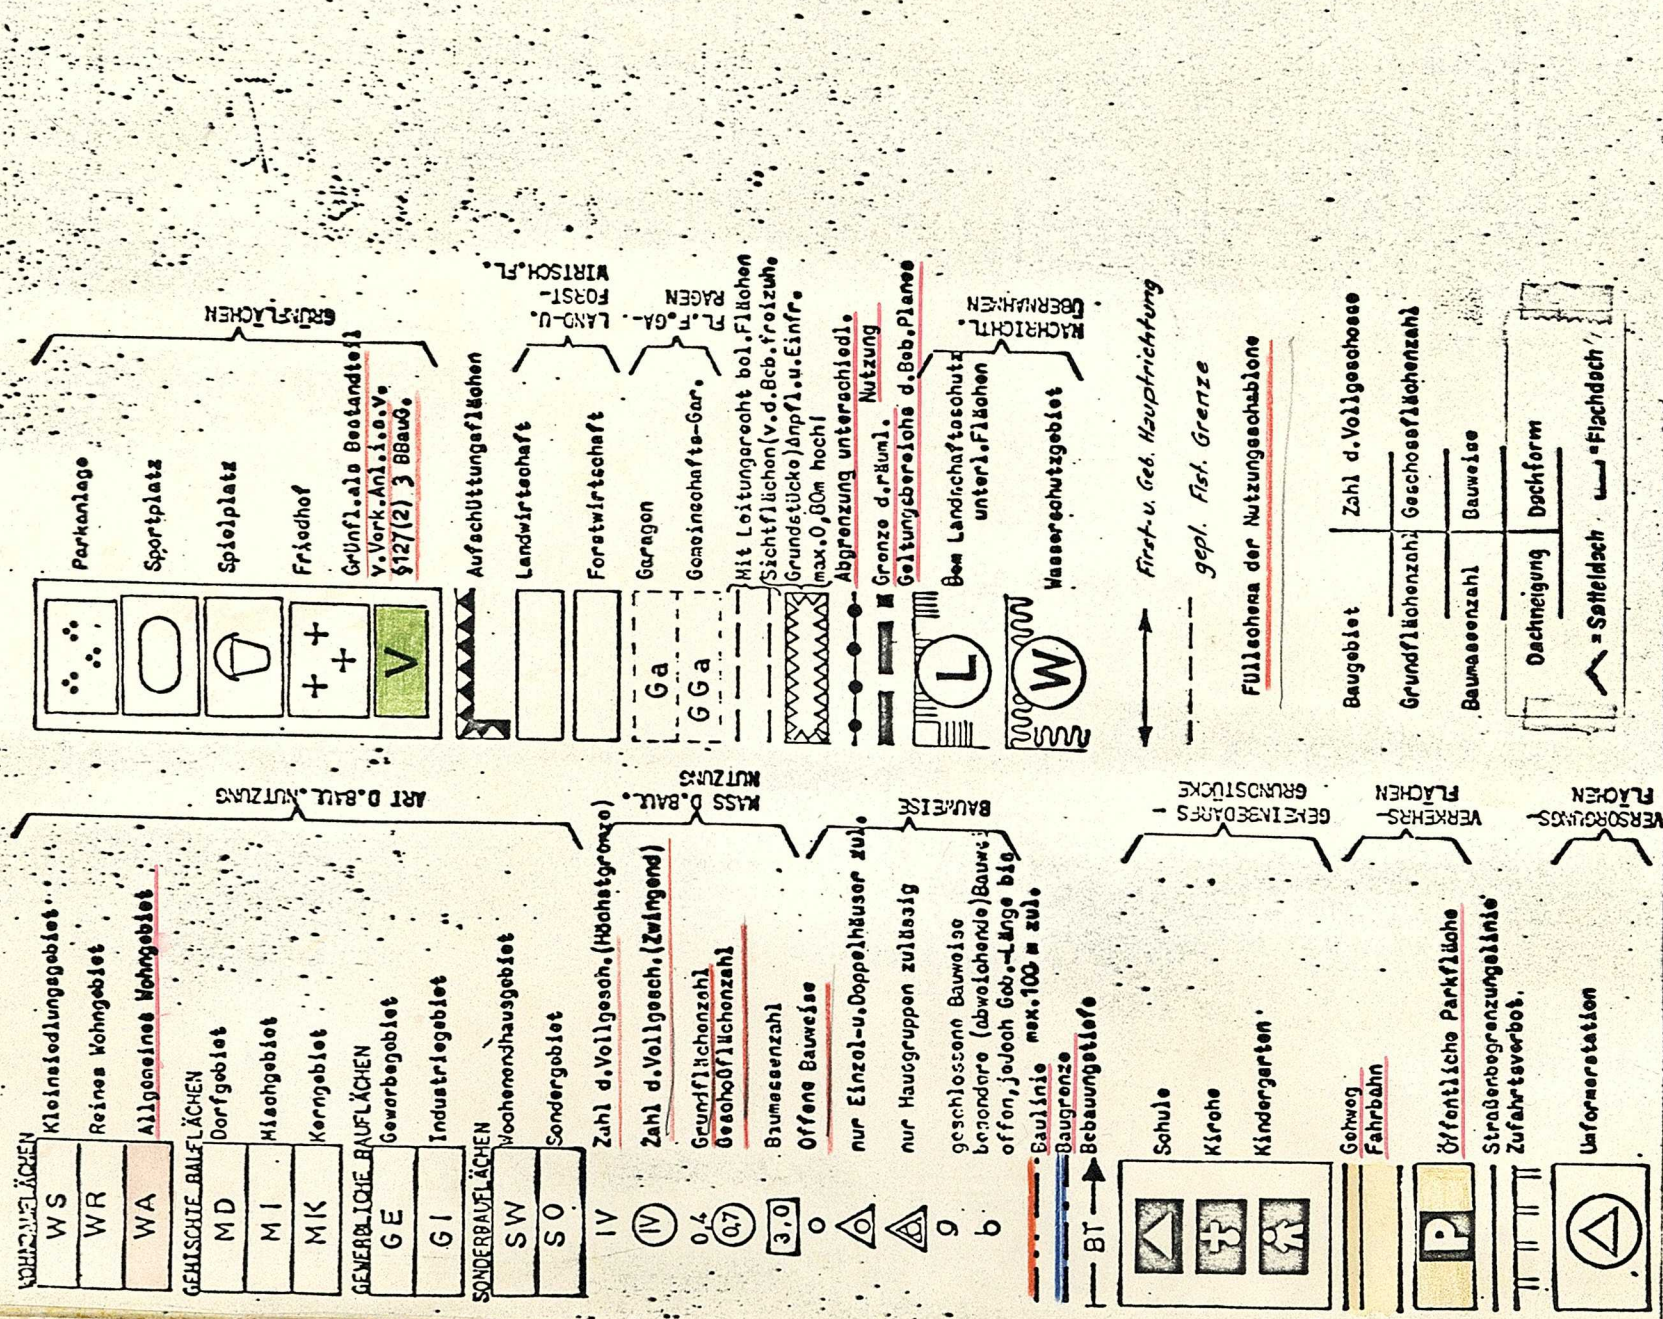 WOHNBAUFLÄCHEN
WS Kleinsiedlungsgebiet
WR Reines Wohngebiet
WA Allgemeines Wohngebiet
GEMISCHTE BAUFLÄCHEN
MD Dorfgebiet
MI Mischgebiet
MK Kerngebiet
GEWERBLICHE BAUFLÄCHEN
GE Gewerbegebiet
GI Industriegebiet
SONDERBAUFLÄCHEN
SW Wochenendhausgebiet
SO Sondergebiet
ART D.BAUL.NUTZUNG
IV Zahl d.Vollgesch.(Höchstgrenze)
IV Zahl d.Vollgesch.(Zwingend)
0,4 Grundflächenzahl
0,7 Geschoßflächenzahl
3,0 Baumassenzahl
MASS D.BAUL.
NUTZUNG
o Offene Bauweise
nur Einzel-u.Doppelhäuser zul.
nur Hausgruppen zulässig
g geschlossene Bauweise
b besondere (abweichende)Bauw.
offen,jedoch Geb.-Länge bis
max.100 m zul.
BAUWEISE
Baulinie
Baugrenze
BT Bebauungstiefe
Schule
Kirche
Kindergarten
GEMEINBEDARFS-
GRUNDSTÜCKE
Gehweg
Fahrbahn
P Öffentliche Parkfläche
VERKEHRS-
FLÄCHEN
Straßenbegrenzungslinie
Zufahrtsverbot.
Umformerstation
VERSORGUNGS-
FLÄCHEN
Parkanlage
Sportplatz
Spielplatz
Friedhof
V Grünfl.als Bestandteil
v.Verk.Anl.i.s.v.
§127(2) 3 BBauG.
GRÜNFLÄCHEN
Aufschüttungsflächen
Landwirtschaft
Forstwirtschaft
LAND-U.
FORST-
WIRTSCH.FL.
Ga Garagen
GGa Gemeinschafts-Gar.
FL.F.GA-
RAGEN
Mit Leitungsrecht bel.Flächen
Sichtflächen(v.d.Beb.freizuh.
Grundstücke)Anpfl.u.Einfr.
max.0,80m hoch!
Abgrenzung unterschiedl.
Nutzung
Grenze d.räuml.
Geltungsbereichs d.Beb.Planes
L Dem Landschaftsschutz
unterl.Flächen
W Wasserschutzgebiet
NACHRICHTL.
ÜBERNAHMEN
First-u. Geb. Hauptrichtung
gepl. Flst. Grenze
Füllschema der Nutzungsschablone
Baugebiet Zahl d.Vollgeschosse
Grundflächenzahl Geschossflächenzahl
Baumassenzahl Bauweise
Dachneigung Dachform
=Satteldach =Flachdach